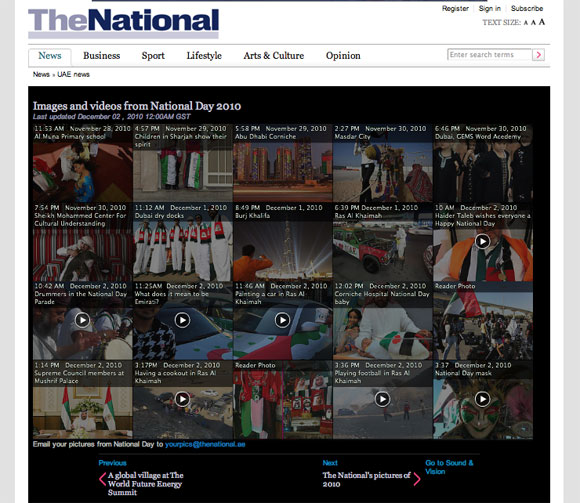 TheNational
Register Sign in Subscribe
TEXT SIZE: A A A
News Business Sport Lifestyle Arts & Culture Opinion
Enter search terms
News » UAE news
Images and videos from National Day 2010
Last updated December 02 , 2010 12:00AM GST
11:53 AM November 28, 2010
Al Muna Primary school
4:57 PM November 29, 2010
Children in Sharjah show their
spirit
5:58 PM November 29, 2010
Abu Dhabi Corniche
2:27 PM November 30, 2010
Masdar City
6:46 PM November 30, 2010
Dubai, GEMS Word Acedemy
7:54 PM November 30, 2010
Sheikh Mohammed Center For
Cultural Understanding
11:12 AM December 1, 2010
Dubai dry docks
8:49 PM December 1, 2010
Burj Khalifa
6:39 PM December 1, 2010
Ras Al Khaimah
10 AM December 2, 2010
Haider Taleb wishes everyone a
Happy National Day
10:42 AM December 2, 2010
Drummers in the National Day
Parade
11:25AM December 2, 2010
What does it mean to be
Emirati?
11:46 AM December 2, 2010
Painting a car in Ras Al
Khaimah
12:02 PM December 2, 2010
Corniche Hospital National Day
baby
Reader Photo
1:14 PM December 2, 2010
Supreme Council members at
Mushrif Palace
3:17PM December 2, 2010
Having a cookout in Ras Al
Khaimah
Reader Photo
3:36 PM December 2, 2010
Playing football in Ras Al
Khaimah
3:37 December 2, 2010
National Day mask
Email your pictures from National Day to yourpics@thenational.ae
Previous
A global village at The
World Future Energy
Summit
Next
The National's pictures of
2010
Go to Sound &
Vision